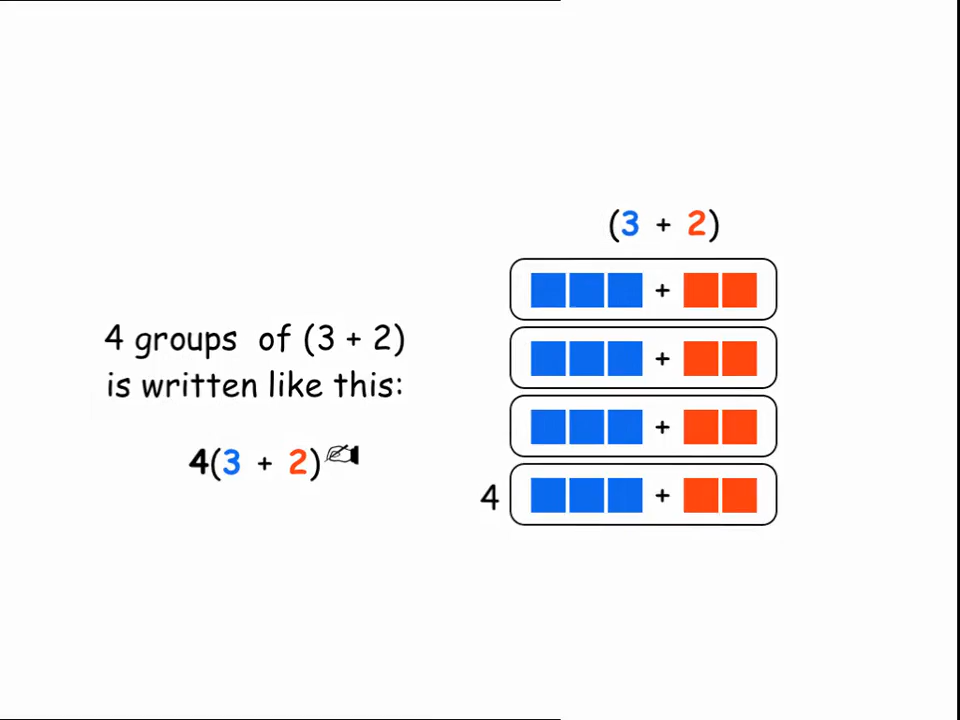 (3 + 2)
+
4 groups of (3 + 2)
+
is written like this:
+
4(3 + 2)
4
+